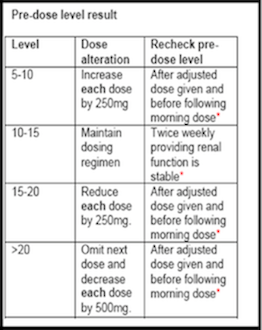 Pre-dose level result
Level
Dose
alteration
Recheck pre-
dose level
5-10
Increase
each dose
by 250mg
After adjusted
dose given and
before following
morning dose*
10-15
Maintain
dosing
regimen
Twice weekly
providing renal
function is
stable*
15-20
Reduce
each dose
by 250mg.
After adjusted
dose given and
before following
morning dose*
>20
Omit next
dose and
decrease
each dose
by 500mg.
After adjusted
dose given and
before following
morning dose*